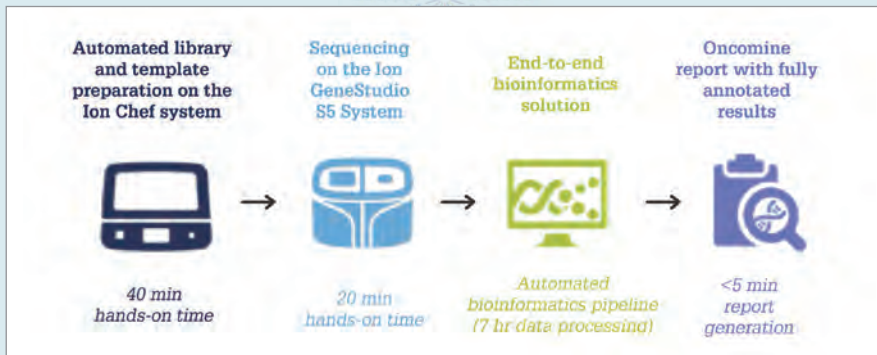 Automated library
and template
preparation on the
Ion Chef system
Sequencing
on the Ion
GeneStudio
S5 System
End-to-end
bioinformatics
solution
Oncomine
report with fully
annotated
results
40 min
hands-on time
20 min
hands-on time
Automated
bioinformatics pipeline
(7 hr data processing)
<5 min
report
generation